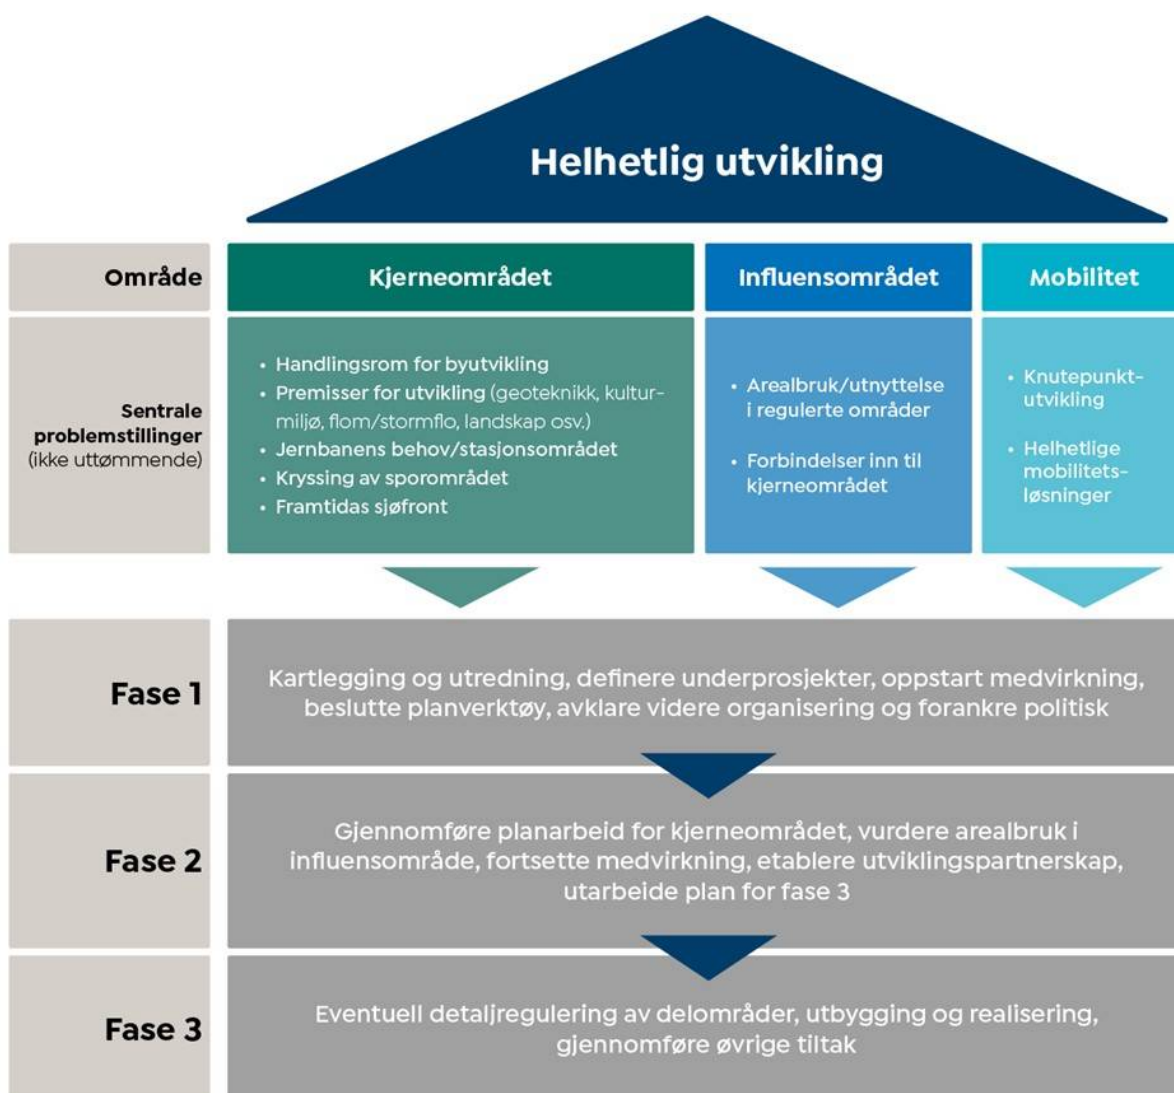 Helhetlig utvikling
Område
Kjerneområdet
Influensområdet
Mobilitet
Sentrale
problemstillinger
(ikke uttømmende)
• Handlingsrom for byutvikling
• Premisser for utvikling (geoteknikk, kultur-
miljø, flom/stormflo, landskap osv.)
• Jernbanens behov/stasjonsområdet
• Kryssing av sporområdet
• Framtidas sjøfront
• Arealbruk/utnyttelse
i regulerte områder
• Forbindelser inn til
kjerneområdet
• Knutepunkt-
utvikling
• Helhetlige
mobilitets-
løsninger
Fase 1
Kartlegging og utredning, definere underprosjekter, oppstart medvirkning,
beslutte planverktøy, avklare videre organisering og forankre politisk
Fase 2
Gjennomføre planarbeid for kjerneområdet, vurdere arealbruk i
influensområde, fortsette medvirkning, etablere utviklingspartnerskap,
utarbeide plan for fase 3
Fase 3
Eventuell detaljregulering av delområder, utbygging og realisering,
gjennomføre øvrige tiltak